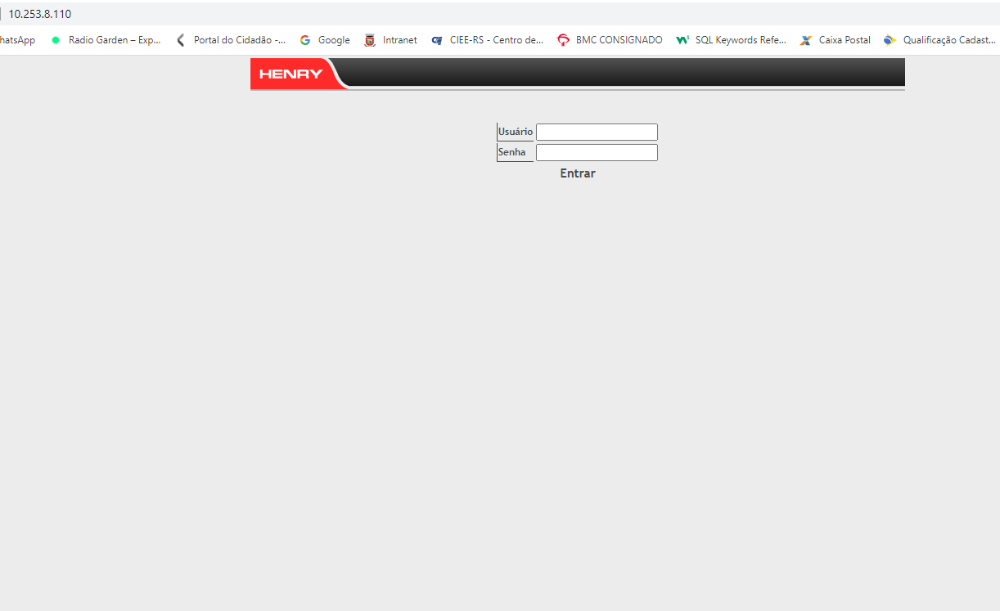 10.253.8.110
hatsApp Radio Garden – Exp... Portal do Cidadão -... Google Intranet CIEE-RS - Centro de... BMC CONSIGNADO SQL Keywords Refe... Caixa Postal Qualificação Cadast...
HENRY
Usuário
Senha
Entrar